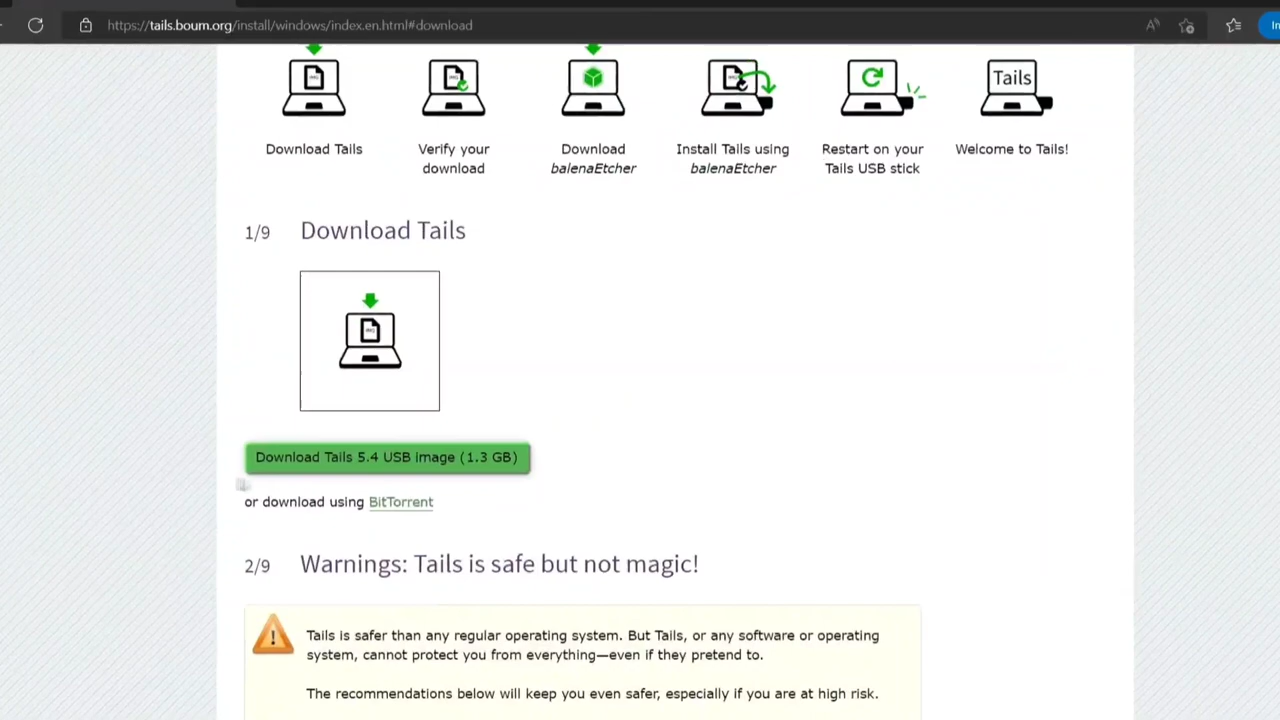 https://tails.boum.org/install/windows/index.en.html#download
Download Tails
Verify your
download
Download
balenaEtcher
Install Tails using
balenaEtcher
Restart on your
Tails USB stick
Tails
Welcome to Tails!
1/9 Download Tails
Download Tails 5.4 USB image (1.3 GB)
or download using BitTorrent
2/9 Warnings: Tails is safe but not magic!
Tails is safer than any regular operating system. But Tails, or any software or operating
system, cannot protect you from everything—even if they pretend to.
The recommendations below will keep you even safer, especially if you are at high risk.